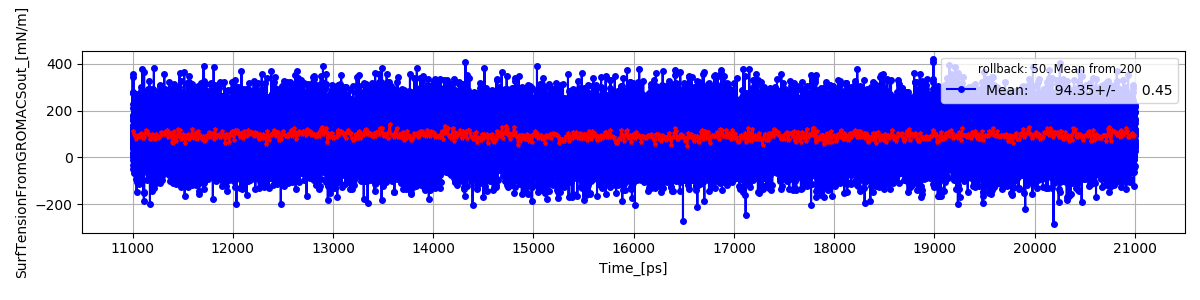 SurfTensionFromGROMACSout_[mN/m]
400
200
0
−200
rollback: 50 Mean from 200
Mean: 94.35+/- 0.45
11000 12000 13000 14000 15000 16000 17000 18000 19000 20000 21000
Time_[ps]